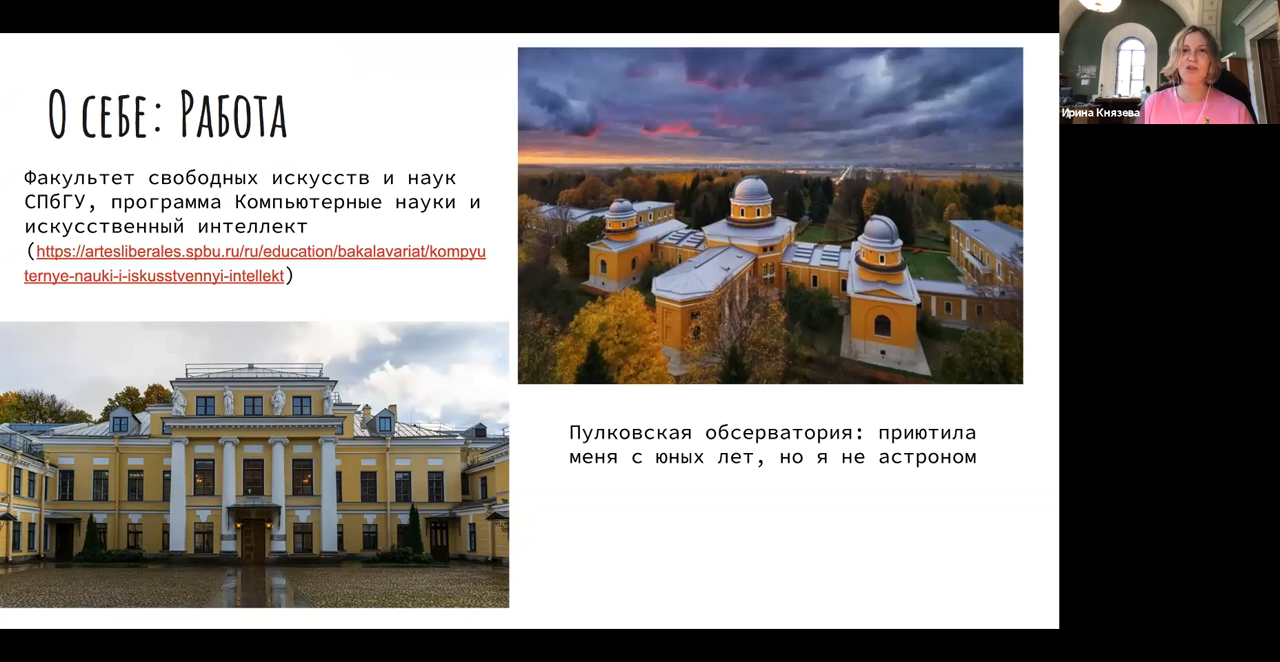 О себе: Работа
Факультет свободных искусств и наук
СПбГУ, программа Компьютерные науки и
искусственный интеллект
(https://artesliberales.spbu.ru/ru/education/bakalavariat/kompyu
ternye-nauki-i-iskusstvennyi-intellekt)
Пулковская обсерватория: приютила
меня с юных лет, но я не астроном
Ирина Князева